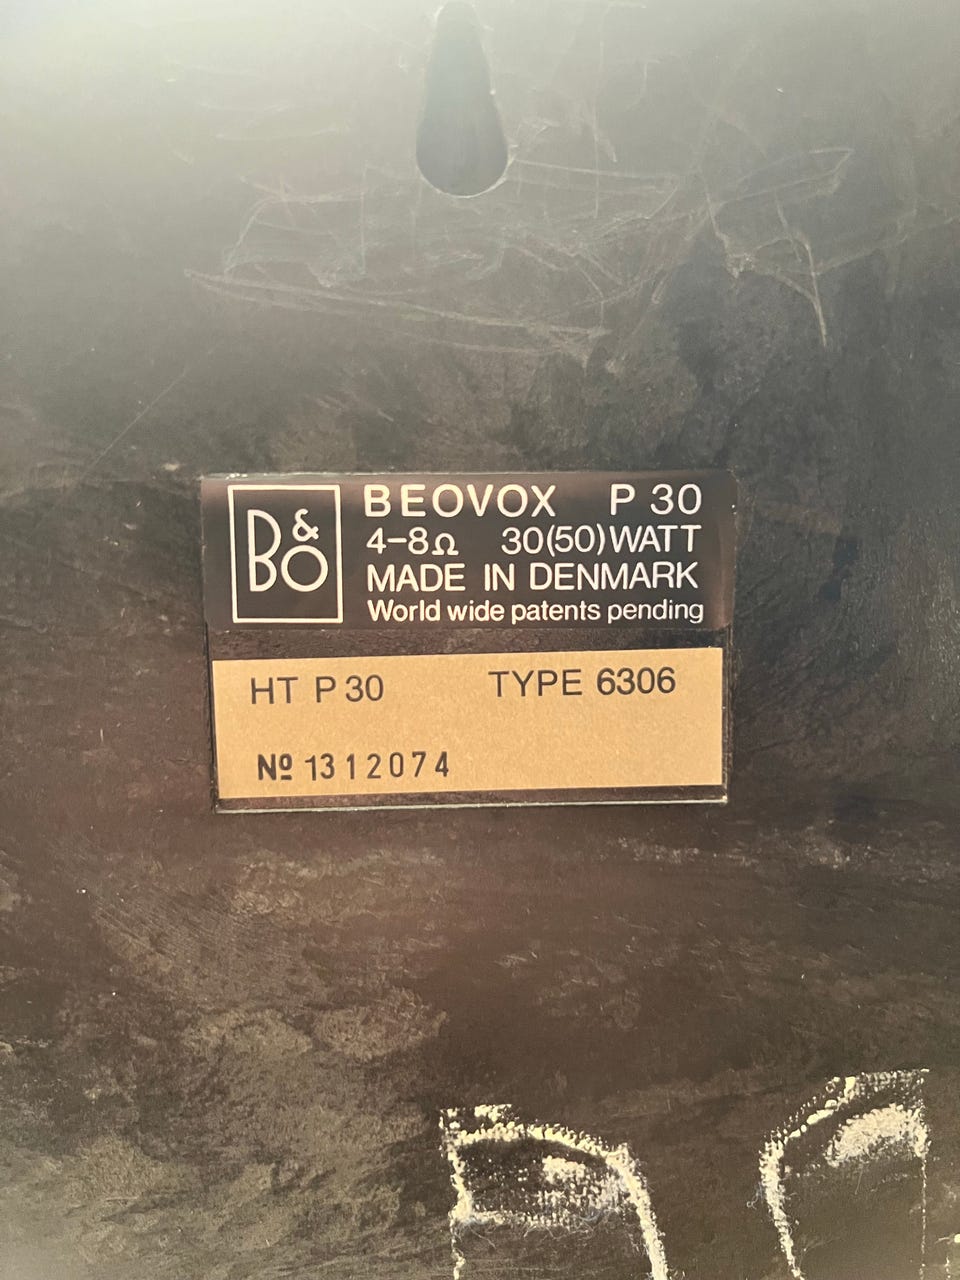 B&O
BEOVOX P 30
4-8Ω 30(50)WATT
MADE IN DENMARK
World wide patents pending
HT P 30 TYPE 6306
Nº 1312074